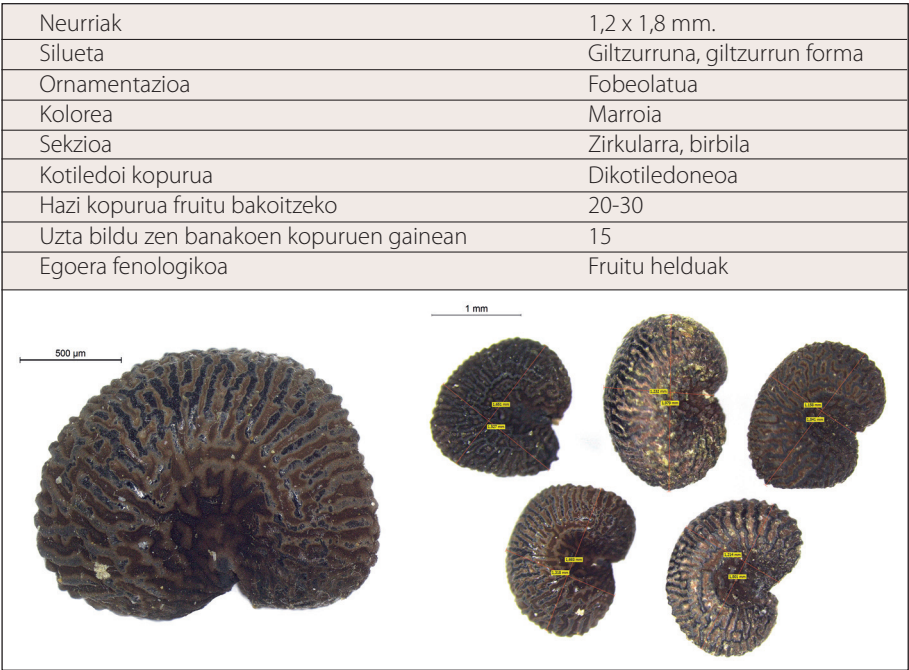 Neurriak 1,2 x 1,8 mm.
Silueta Giltzurruna, giltzurrun forma
Ornamentazioa Fobeolatua
Kolorea Marroia
Sekzioa Zirkularra, birbila
Kotiledoi kopurua Dikotiledoneoa
Hazi kopurua fruitu bakoitzeko 20-30
Uzta bildu zen banakoen kopuruen gainean 15
Egoera fenologikoa Fruitu helduak
1 mm
500 µm